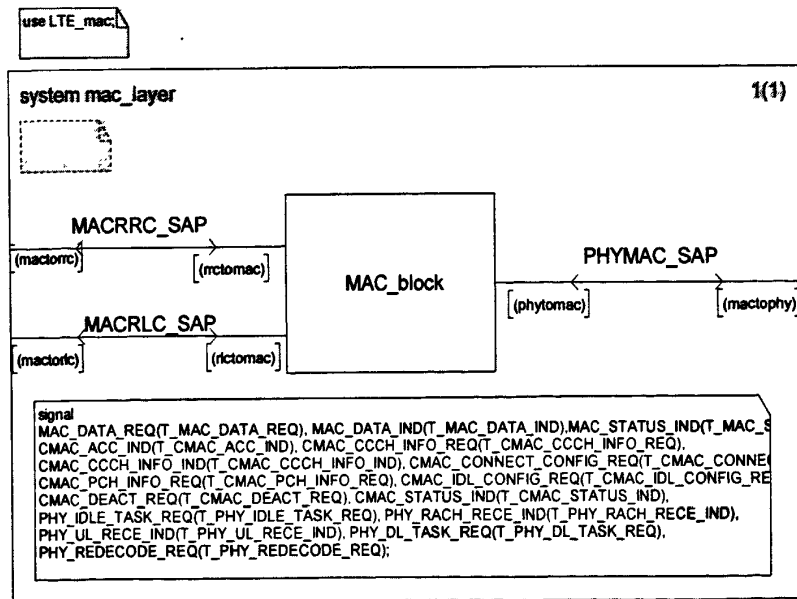 use LTE_mac;
system mac_layer
1(1)
MACRRC_SAP
(mactorrc)
(rrctomac)
MAC_block
PHYMAC_SAP
(phytomac)
(mactophy)
MACRLC_SAP
(mactorlc)
(rlctomac)
signal
MAC_DATA_REQ(T_MAC_DATA_REQ), MAC_DATA_IND(T_MAC_DATA_IND),MAC_STATUS_IND(T_MAC_S
CMAC_ACC_IND(T_CMAC_ACC_IND), CMAC_CCCH_INFO_REQ(T_CMAC_CCCH_INFO_REQ),
CMAC_CCCH_INFO_IND(T_CMAC_CCCH_INFO_IND), CMAC_CONNECT_CONFIG_REQ(T_CMAC_CONNE
CMAC_PCH_INFO_REQ(T_CMAC_PCH_INFO_REQ), CMAC_IDL_CONFIG_REQ(T_CMAC_IDL_CONFIG_RE
CMAC_DEACT_REQ(T_CMAC_DEACT_REQ), CMAC_STATUS_IND(T_CMAC_STATUS_IND),
PHY_IDLE_TASK_REQ(T_PHY_IDLE_TASK_REQ), PHY_RACH_RECE_IND(T_PHY_RACH_RECE_IND),
PHY_UL_RECE_IND(T_PHY_UL_RECE_IND), PHY_DL_TASK_REQ(T_PHY_DL_TASK_REQ),
PHY_REDECODE_REQ(T_PHY_REDECODE_REQ);